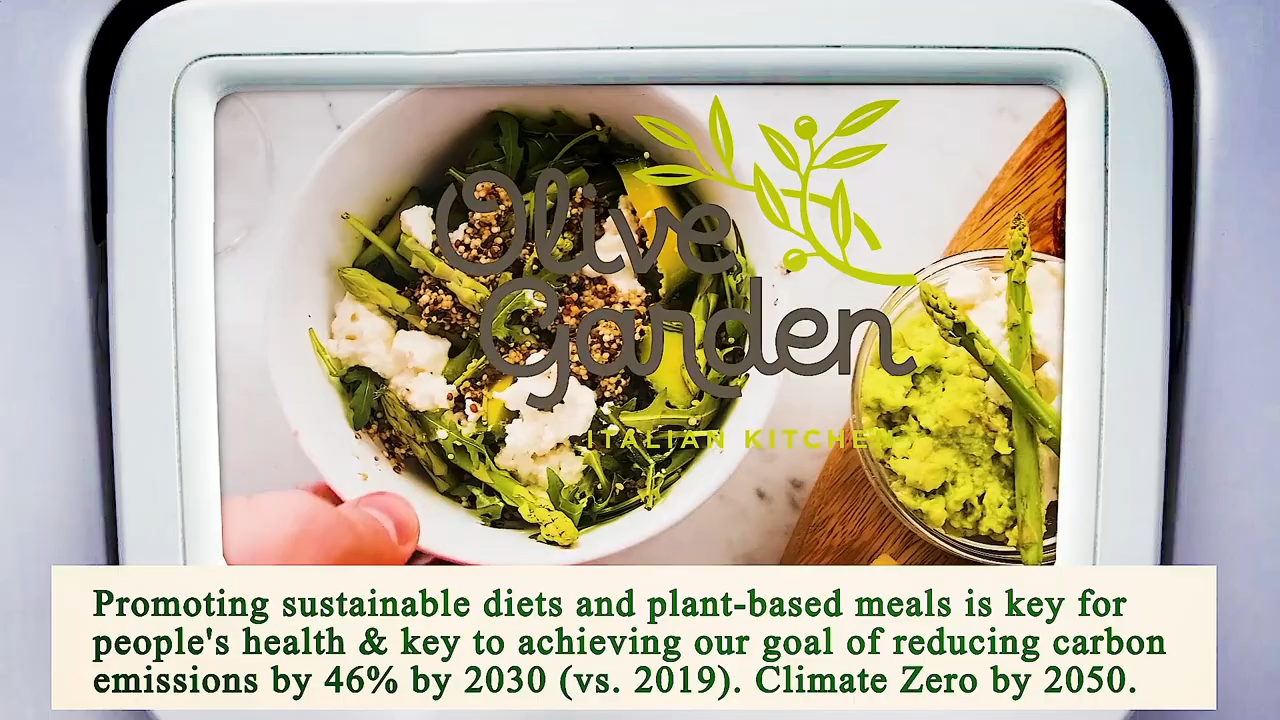 Olive
Garden
ITALIAN KITCHEN
Promoting sustainable diets and plant-based meals is key for
people's health & key to achieving our goal of reducing carbon
emissions by 46% by 2030 (vs. 2019). Climate Zero by 2050.